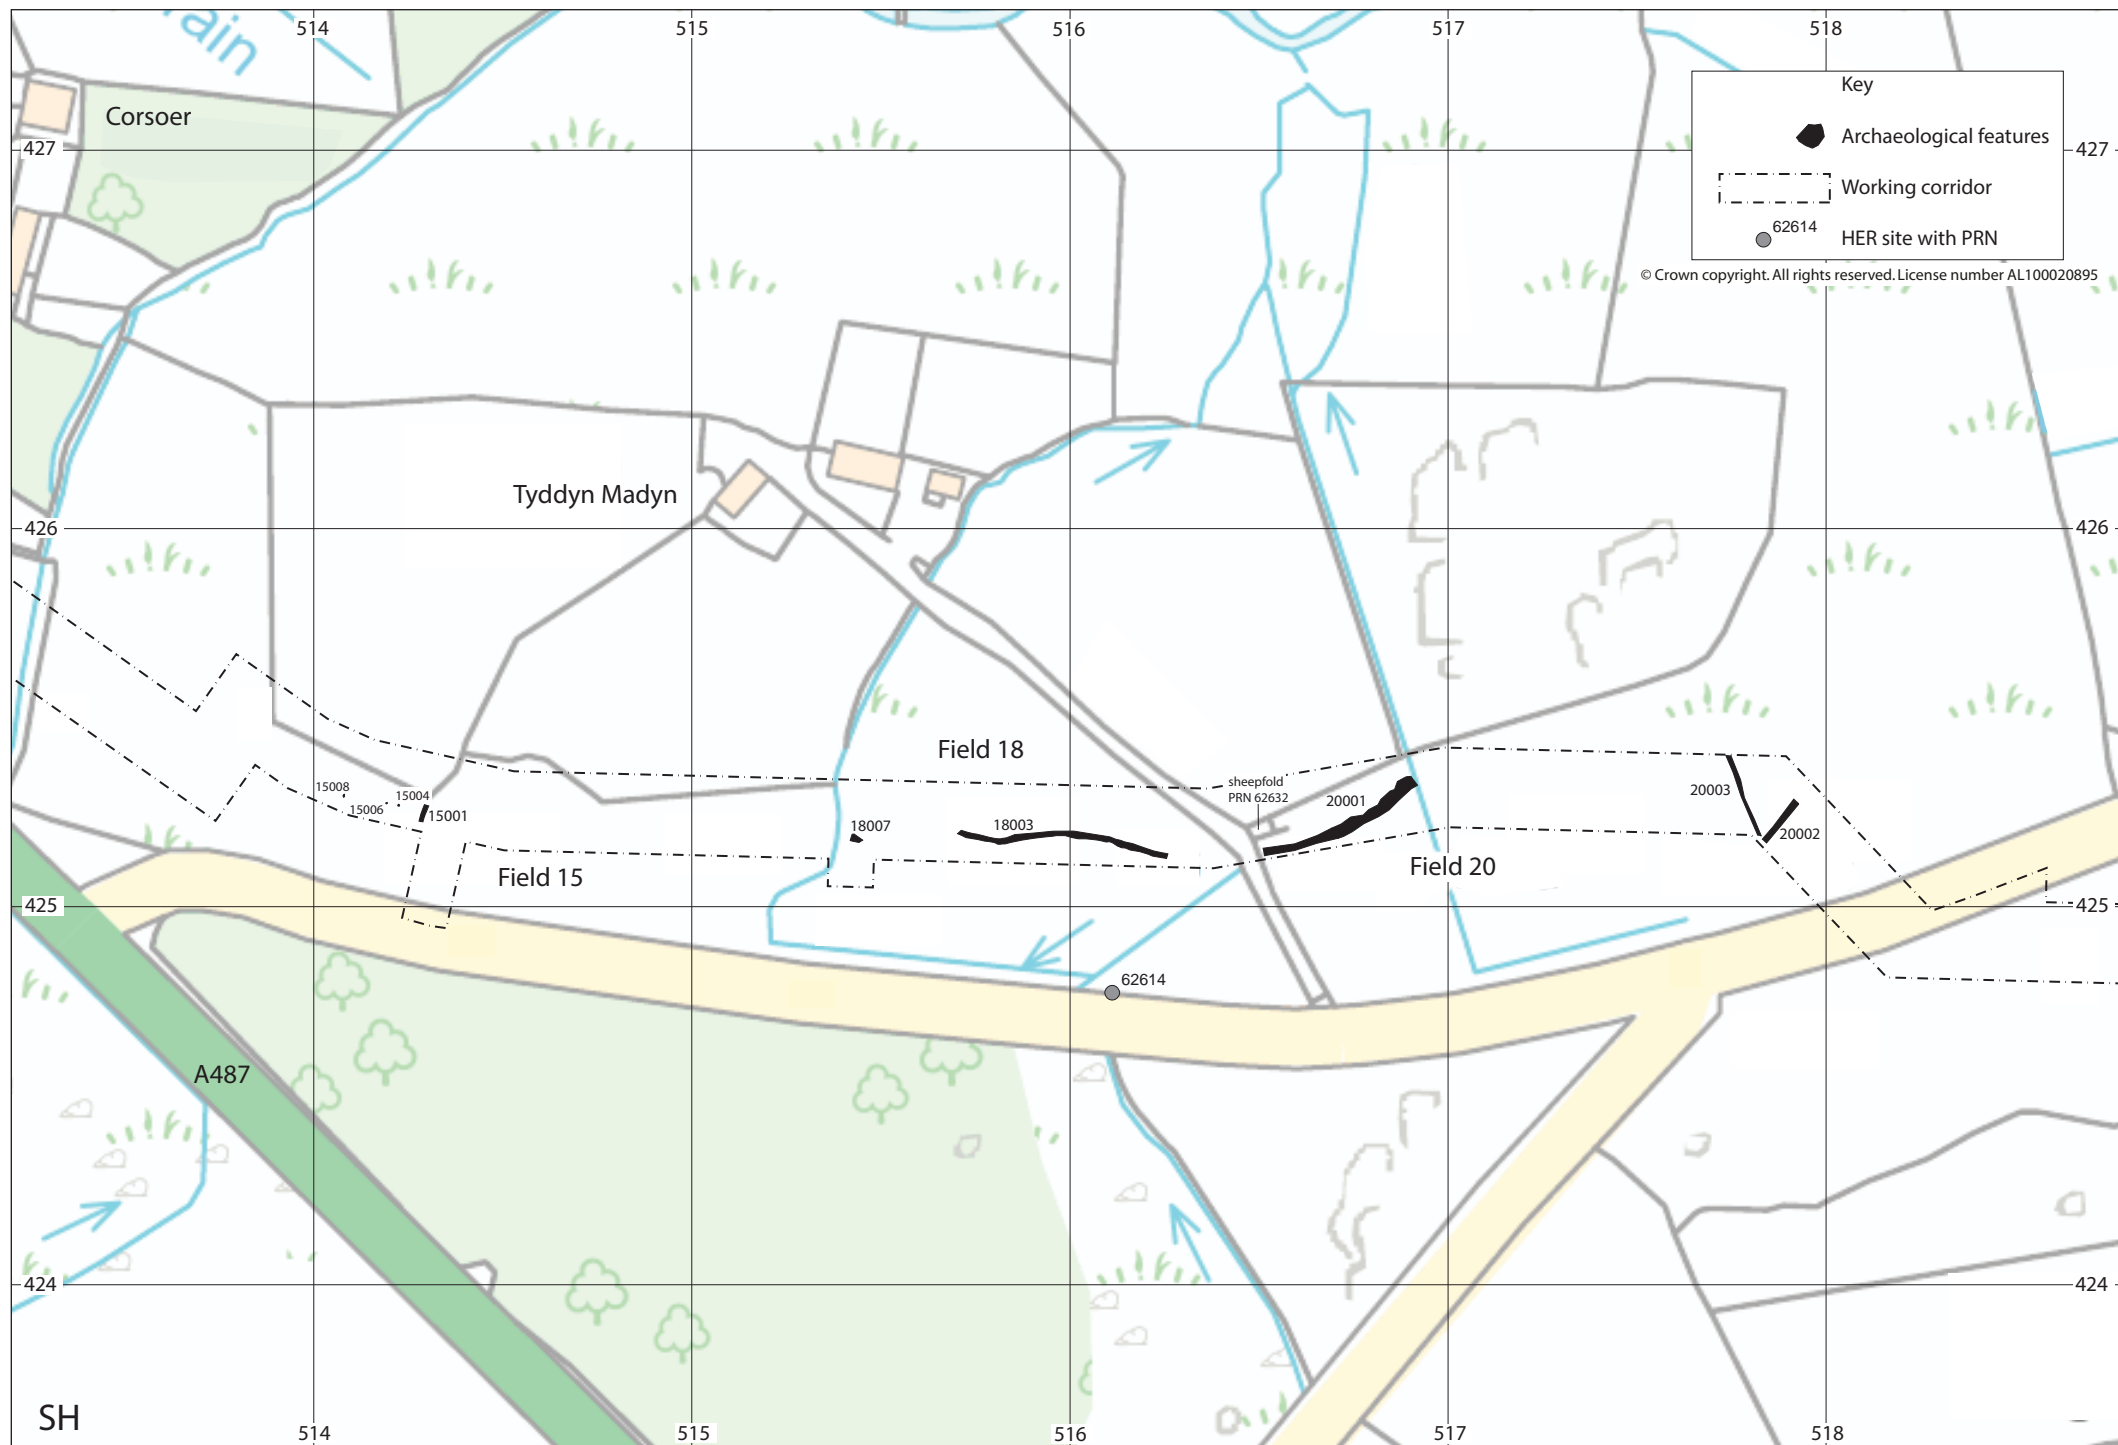 ain
514
515
516
517
518
Key
Corsoer
Archaeological features
427
427
Working corridor
62614
HER site with PRN
© Crown copyright. All rights reserved. License number AL100020895
Tyddyn Madyn
426
426
Field 18
sheepfold
PRN 62632
15008
15004
15006
15001
18007
18003
20001
20003
20002
Field 15
Field 20
425
425
62614
A487
424
424
SH
514
515
516
517
518